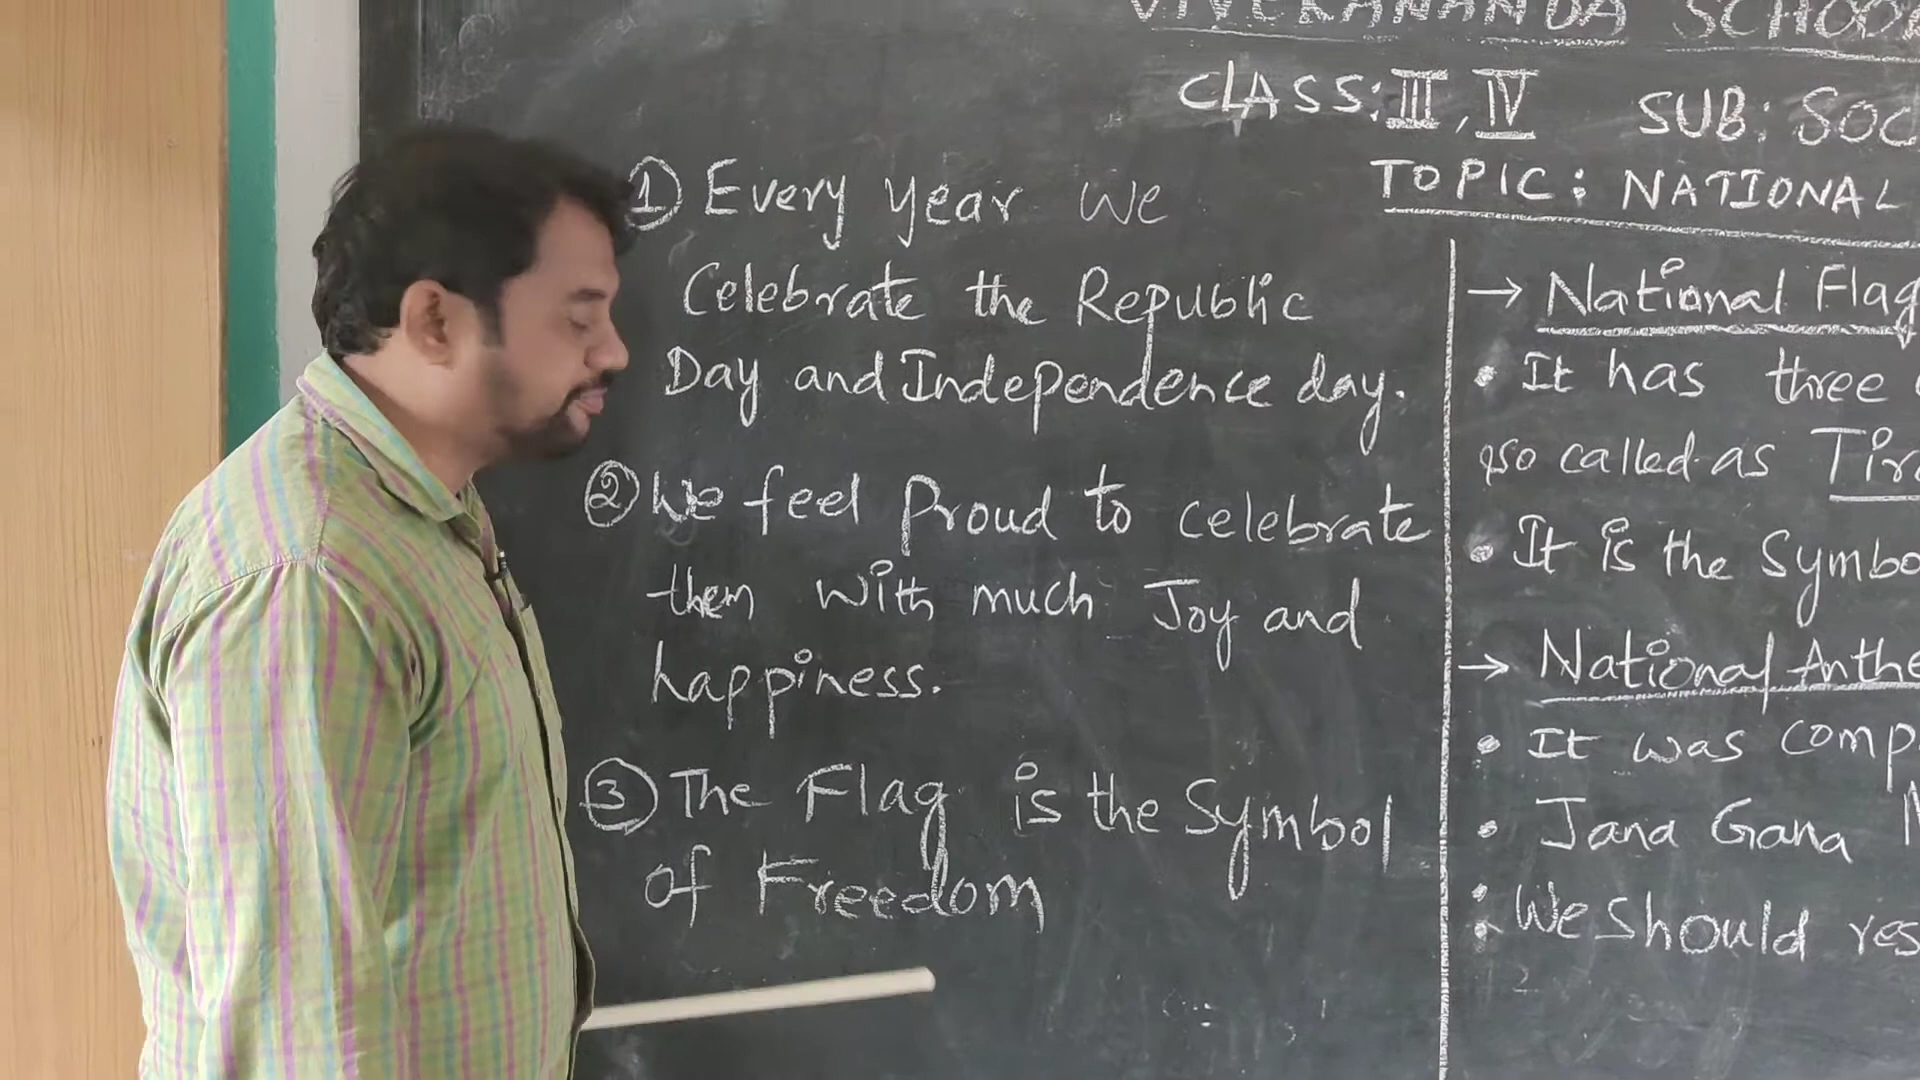 VIVEKANANDA SCHOOL
CLASS: III, IV SUB: SOC
TOPIC: NATIONAL
① Every year we
Celebrate the Republic
Day and Independence day.
② We feel Proud to celebrate
them with much Joy and
happiness.
③ The Flag is the Symbol
of Freedom
→ National Flag
• It has three
so called as Tir
• It is the Symbo
→ National Anthe
• It was comp
• Jana Gana
• We Should res